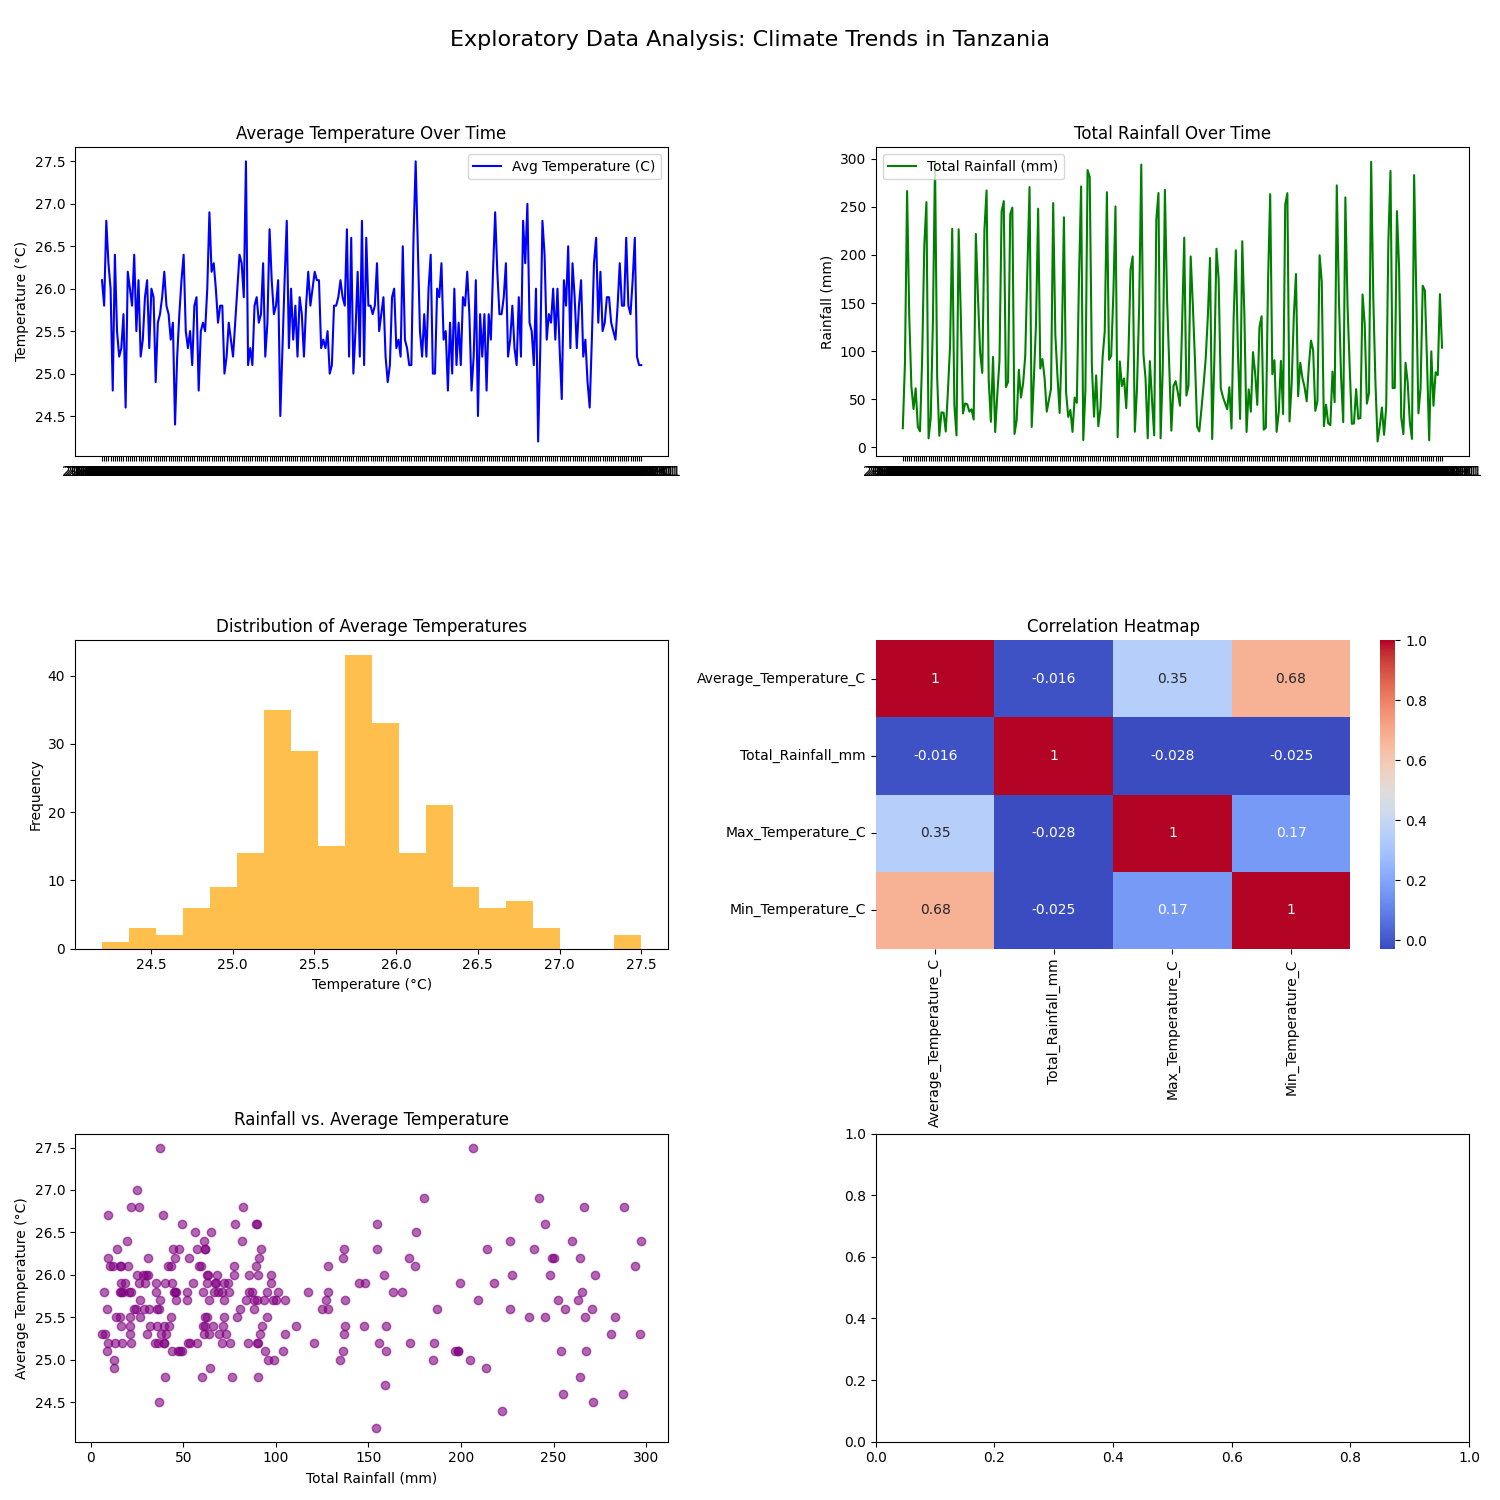 Exploratory Data Analysis: Climate Trends in Tanzania
Average Temperature Over Time
Temperature (°C)
27.5
27.0
26.5
26.0
25.5
25.0
24.5
Avg Temperature (C)
Total Rainfall Over Time
Rainfall (mm)
300
250
200
150
100
50
0
Total Rainfall (mm)
Distribution of Average Temperatures
Frequency
40
30
20
10
0
24.5 25.0 25.5 26.0 26.5 27.0 27.5
Temperature (°C)
Correlation Heatmap
Average_Temperature_C 1 -0.016 0.35 0.68
Total_Rainfall_mm -0.016 1 -0.028 -0.025
Max_Temperature_C 0.35 -0.028 1 0.17
Min_Temperature_C 0.68 -0.025 0.17 1
Average_Temperature_C
Total_Rainfall_mm
Max_Temperature_C
Min_Temperature_C
1.0
0.8
0.6
0.4
0.2
0.0
Rainfall vs. Average Temperature
Average Temperature (°C)
27.5
27.0
26.5
26.0
25.5
25.0
24.5
0 50 100 150 200 250 300
Total Rainfall (mm)
1.0
0.8
0.6
0.4
0.2
0.0
0.0 0.2 0.4 0.6 0.8 1.0